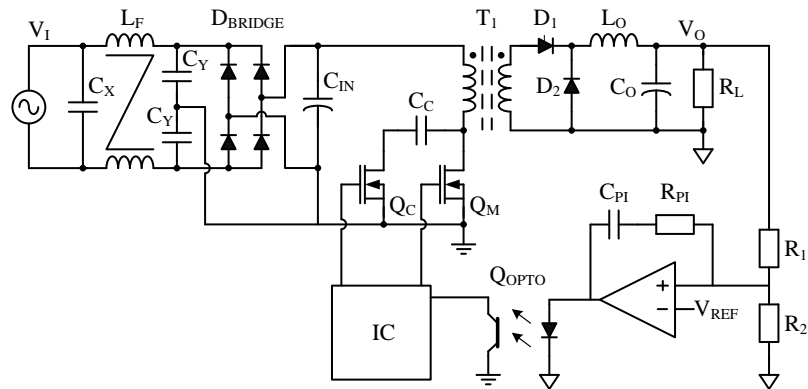 V_I
L_F
D_BRIDGE
T_1
D_1
L_O
V_O
C_Y
C_X
C_IN
D_2
C_O
R_L
C_Y
C_C
Q_C
Q_M
C_PI
R_PI
R_1
Q_OPTO
+
−
V_REF
R_2
IC